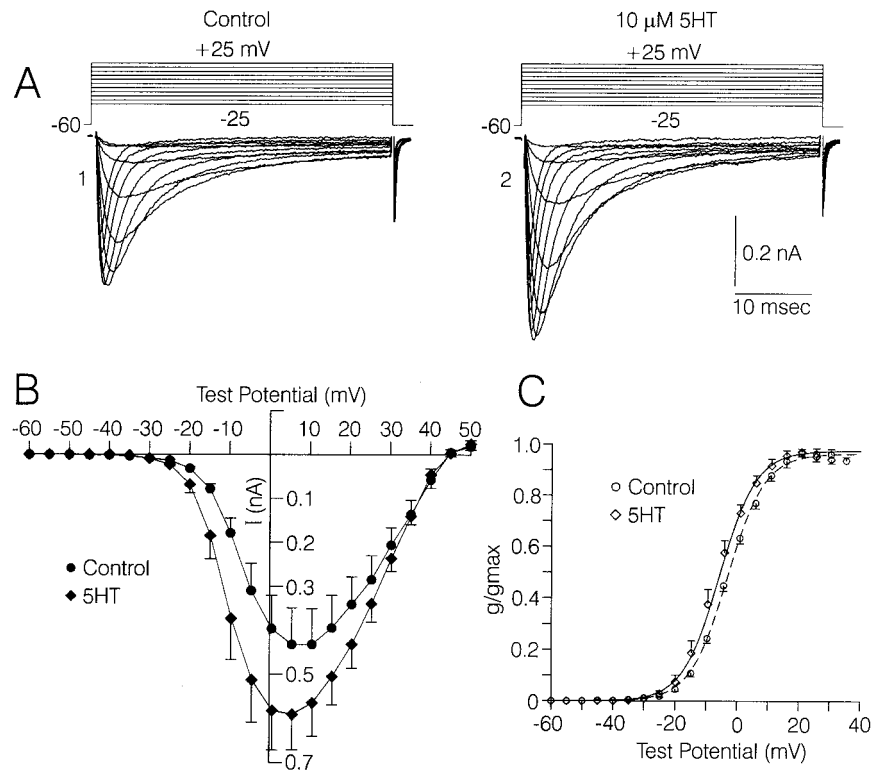 A
Control
+25 mV
-25
-60
1
10 μM 5HT
+25 mV
-25
-60
2
0.2 nA
10 msec
B
Test Potential (mV)
-60 -50 -40 -30 -20 -10 10 20 30 40 50
I (nA)
0.1
0.2
0.3
0.5
0.7
Control
5HT
C
1.0
0.8
0.6
0.4
0.2
0
g/gmax
Control
5HT
-60 -40 -20 0 20 40
Test Potential (mV)